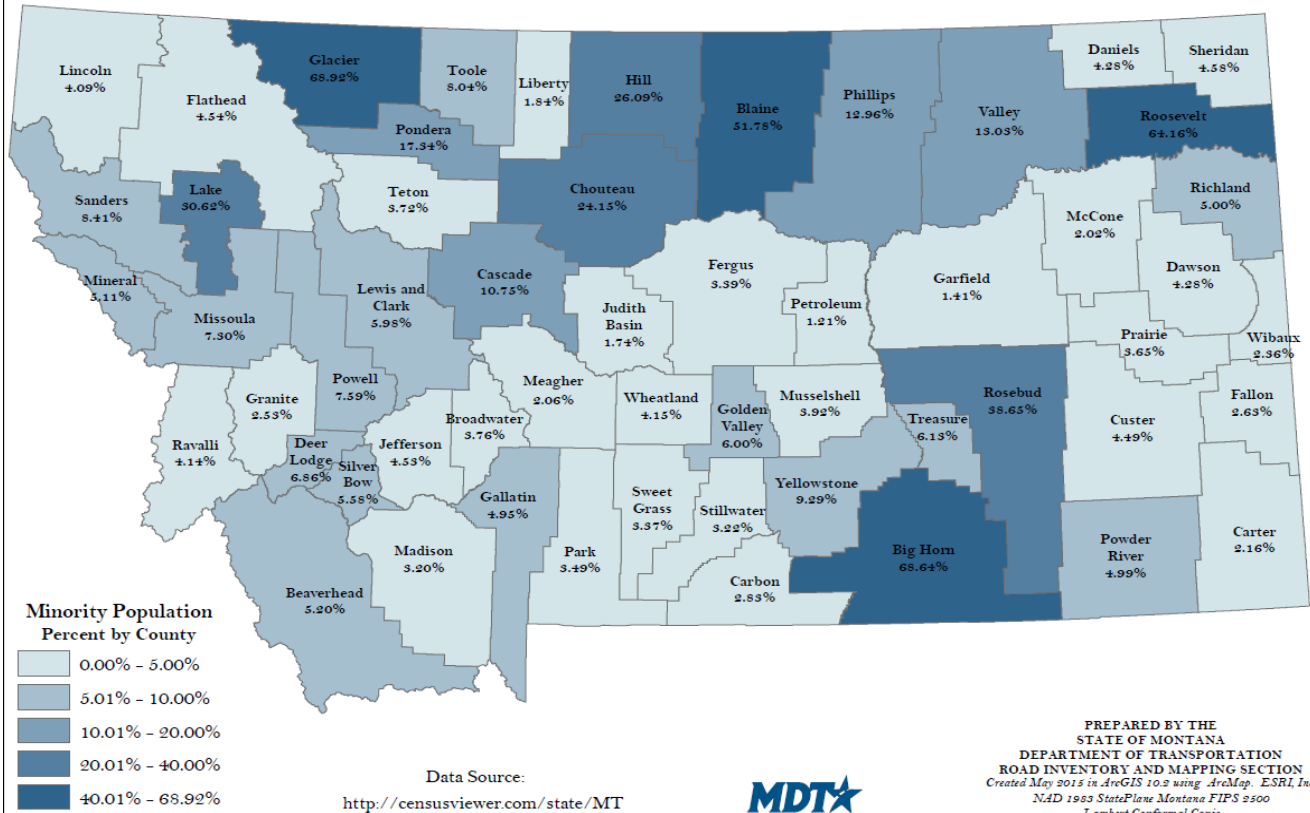 Lincoln
4.09%
Flathead
4.54%
Glacier
68.92%
Toole
8.04%
Liberty
1.84%
Hill
26.09%
Blaine
51.78%
Phillips
12.96%
Valley
13.03%
Daniels
4.28%
Sheridan
4.58%
Roosevelt
64.16%
Pondera
17.34%
Teton
3.72%
Chouteau
24.15%
Sanders
8.41%
Lake
30.62%
McCone
2.02%
Richland
5.00%
Mineral
5.11%
Missoula
7.30%
Lewis and
Clark
5.98%
Cascade
10.75%
Judith
Basin
1.74%
Fergus
3.39%
Petroleum
1.21%
Garfield
1.41%
Dawson
4.28%
Prairie
3.65%
Wibaux
2.36%
Ravalli
4.14%
Granite
2.53%
Powell
7.59%
Deer
Lodge
6.86%
Silver
Bow
5.58%
Jefferson
4.53%
Broadwater
3.76%
Meagher
2.06%
Wheatland
4.15%
Golden
Valley
6.00%
Musselshell
3.92%
Treasure
6.13%
Rosebud
38.65%
Custer
4.49%
Fallon
2.63%
Beaverhead
5.20%
Madison
3.20%
Gallatin
4.95%
Park
3.49%
Sweet
Grass
3.37%
Stillwater
3.22%
Carbon
2.83%
Yellowstone
9.29%
Big Horn
68.64%
Powder
River
4.99%
Carter
2.16%
Minority Population
Percent by County
0.00% - 5.00%
5.01% - 10.00%
10.01% - 20.00%
20.01% - 40.00%
40.01% - 68.92%
Data Source:
http://censusviewer.com/state/MT
MDT
PREPARED BY THE
STATE OF MONTANA
DEPARTMENT OF TRANSPORTATION
ROAD INVENTORY AND MAPPING SECTION
Created May 2015 in ArcGIS 10.2 using ArcMap. ESRI, In
NAD 1983 StatePlane Montana FIPS 2500
Lambert Conformal Conic